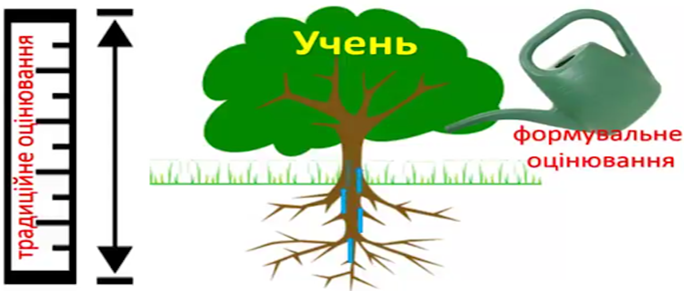 традиційне оцінювання
Учень
формувальне
оцінювання